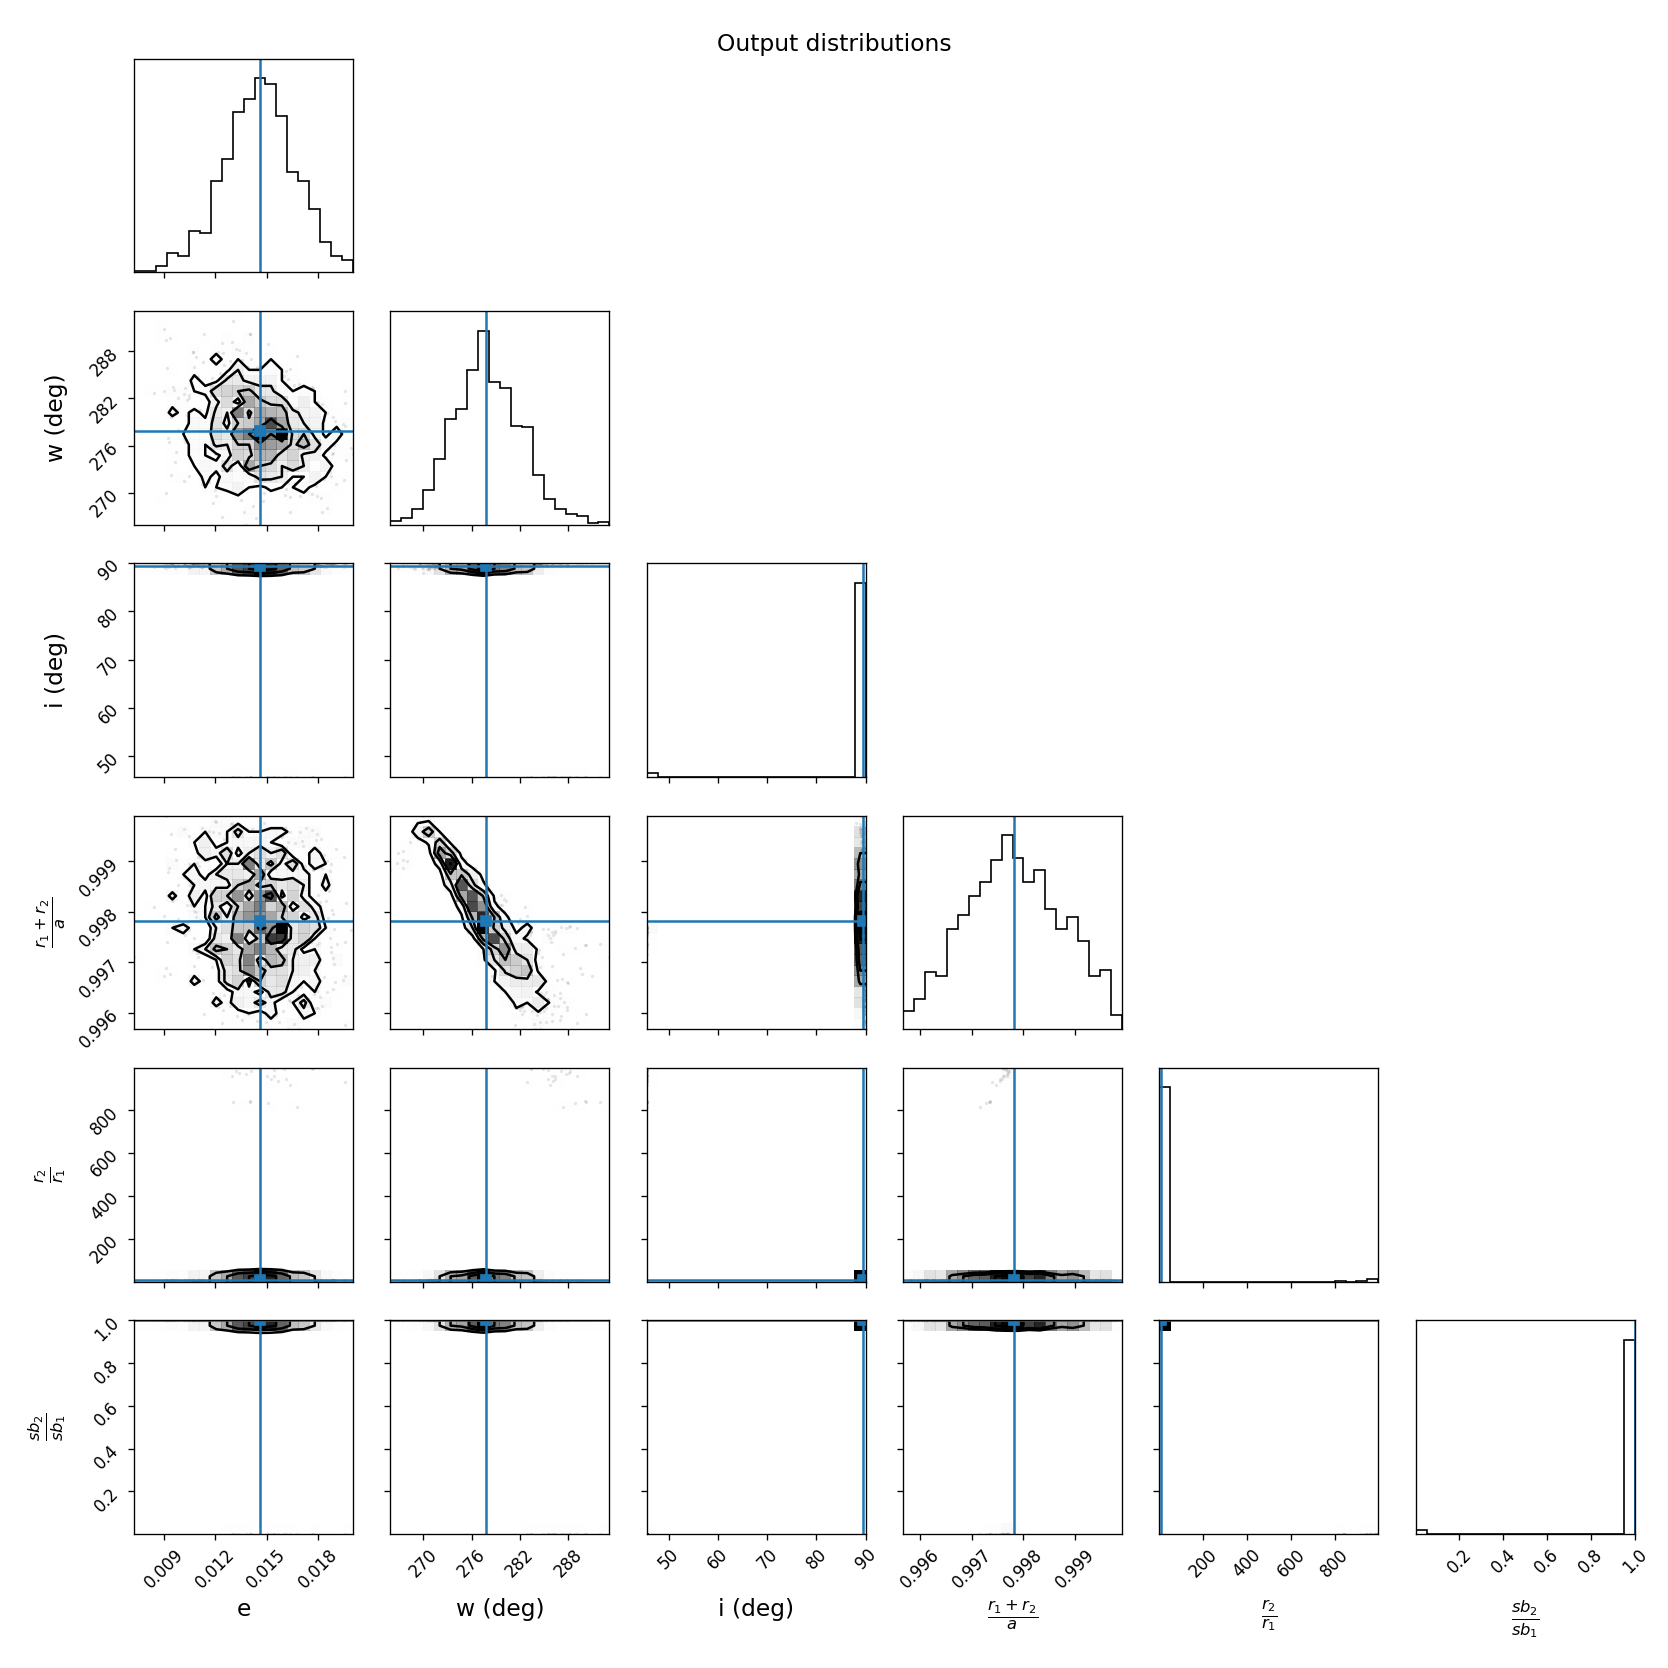 Output distributions
w (deg)
288
282
276
270
i (deg)
90
80
70
60
50
r₁ + r₂
a
0.999
0.998
0.997
0.996
r₂
r₁
800
600
400
200
sb₂
sb₁
1.0
0.8
0.6
0.4
0.2
0.009 0.012 0.015 0.018
270 276 282 288
50 60 70 80 90
0.996 0.997 0.998 0.999
200 400 600 800
0.2 0.4 0.6 0.8 1.0
e
w (deg)
i (deg)
r₁ + r₂
a
r₂
r₁
sb₂
sb₁